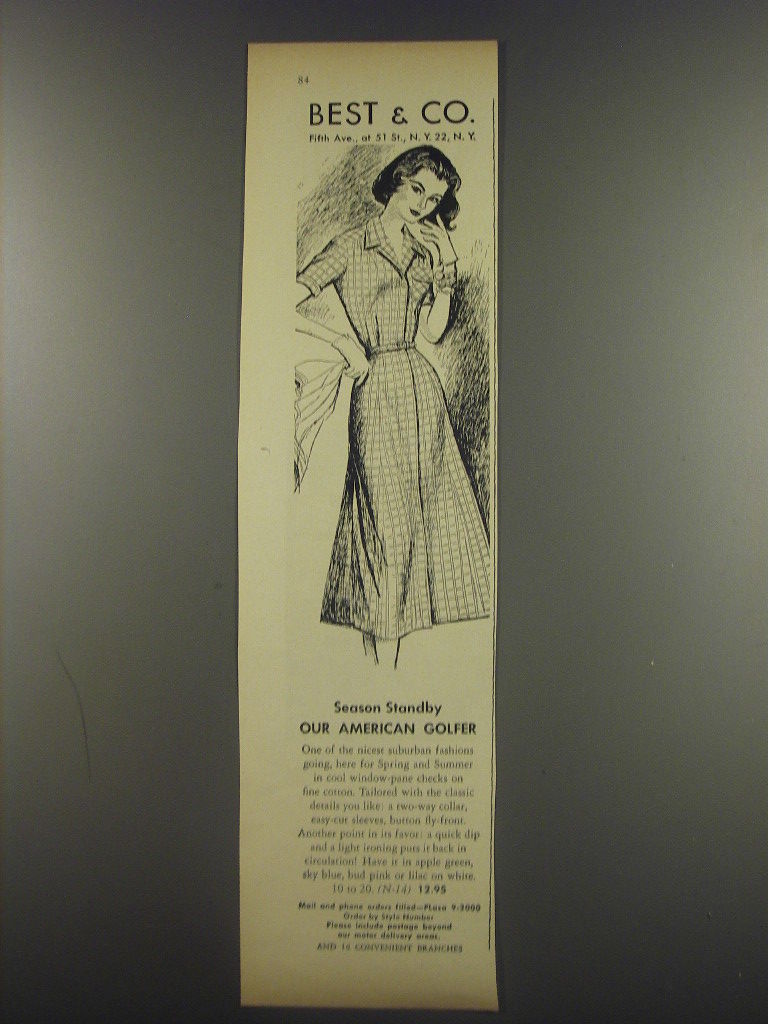 84
BEST & CO.
Fifth Ave., at 51 St., N. Y. 22, N. Y.
Season Standby
OUR AMERICAN GOLFER
One of the nicest suburban fashions
going, here for Spring and Summer
in cool window-pane checks on
fine cotton. Tailored with the classic
details you like: a two-way collar,
easy-cut sleeves, button fly-front.
Another point in its favor: a quick dip
and a light ironing puts it back in
circulation! Have it in apple green,
sky blue, bud pink or lilac on white.
10 to 20. (N-14) 12.95
Mail and phone orders filled—PLaza 9-2000
Order by Style Number
Please include postage beyond
our motor delivery areas.
AND 16 CONVENIENT BRANCHES